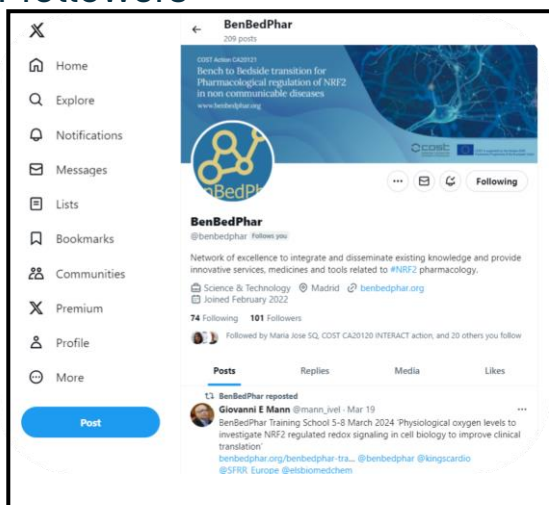 Home
Explore
Notifications
Messages
Lists
Bookmarks
Communities
Premium
Profile
More
Post
BenBedPhar
209 posts
COST Action CA20121
Bench to Bedside transition for
Pharmacological regulation of NRF2
in non communicable diseases
www.benbedphar.org
cost
Following
BenBedPhar
@benbedphar Follows you
Network of excellence to integrate and disseminate existing knowledge and provide
innovative services, medicines and tools related to #NRF2 pharmacology.
Science & Technology Madrid benbedphar.org
Joined February 2022
74 Following 101 Followers
Followed by Maria Jose SQ, COST CA20120 INTERACT action, and 20 others you follow
Posts Replies Media Likes
BenBedPhar reposted
Giovanni E Mann @mann_ivel · Mar 19
BenBedPhar Training School 5-8 March 2024 'Physiological oxygen levels to
investigate NRF2 regulated redox signaling in cell biology to improve clinical
translation'
benbedphar.org/benbedphar-tra... @benbedphar @kingscardio
@SFRR_Europe @elsbiomedchem